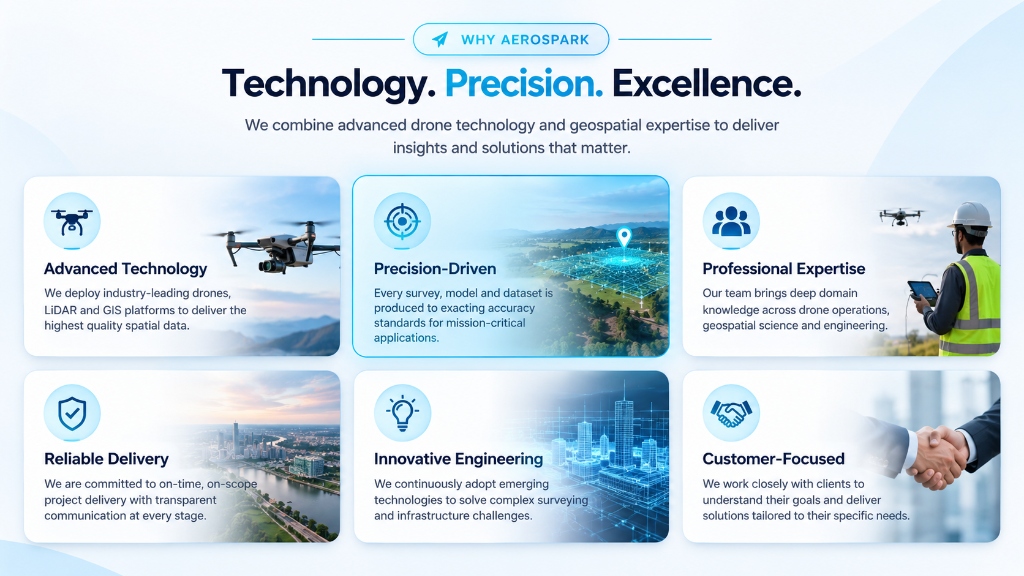 WHY AEROSPARK
Technology. Precision. Excellence.
We combine advanced drone technology and geospatial expertise to deliver
insights and solutions that matter.
Advanced Technology
We deploy industry-leading drones,
LiDAR and GIS platforms to deliver the
highest quality spatial data.
Precision-Driven
Every survey, model and dataset is
produced to exacting accuracy
standards for mission-critical
applications.
Professional Expertise
Our team brings deep domain
knowledge across drone operations,
geospatial science and engineering.
Reliable Delivery
We are committed to on-time, on-scope
project delivery with transparent
communication at every stage.
Innovative Engineering
We continuously adopt emerging
technologies to solve complex surveying
and infrastructure challenges.
Customer-Focused
We work closely with clients to
understand their goals and deliver
solutions tailored to their specific needs.